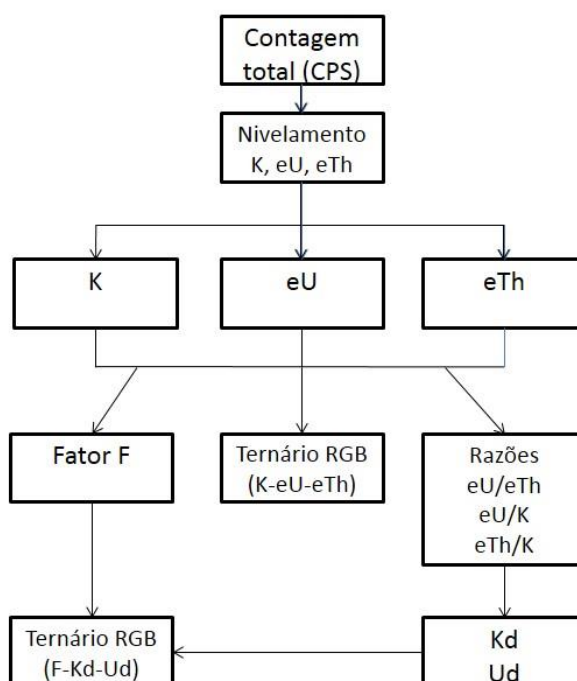 Contagem
total (CPS)
Nivelamento
K, eU, eTh
K
eU
eTh
Fator F
Ternário RGB
(K-eU-eTh)
Razões
eU/eTh
eU/K
eTh/K
Ternário RGB
(F-Kd-Ud)
Kd
Ud